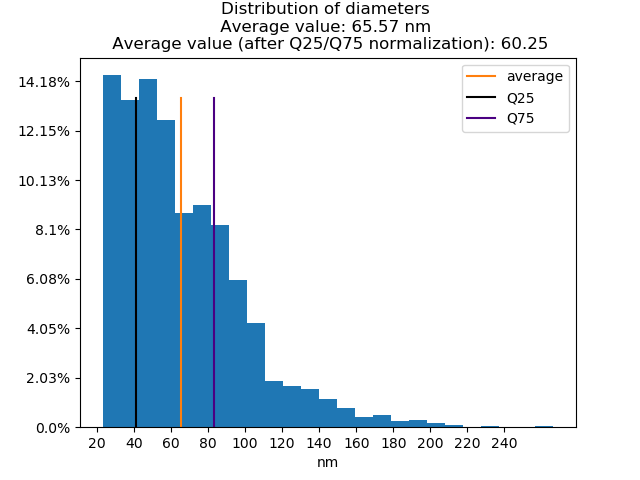 Distribution of diameters
Average value: 65.57 nm
Average value (after Q25/Q75 normalization): 60.25
average
Q25
Q75
14.18%
12.15%
10.13%
8.1%
6.08%
4.05%
2.03%
0.0%
20 40 60 80 100 120 140 160 180 200 220 240
nm